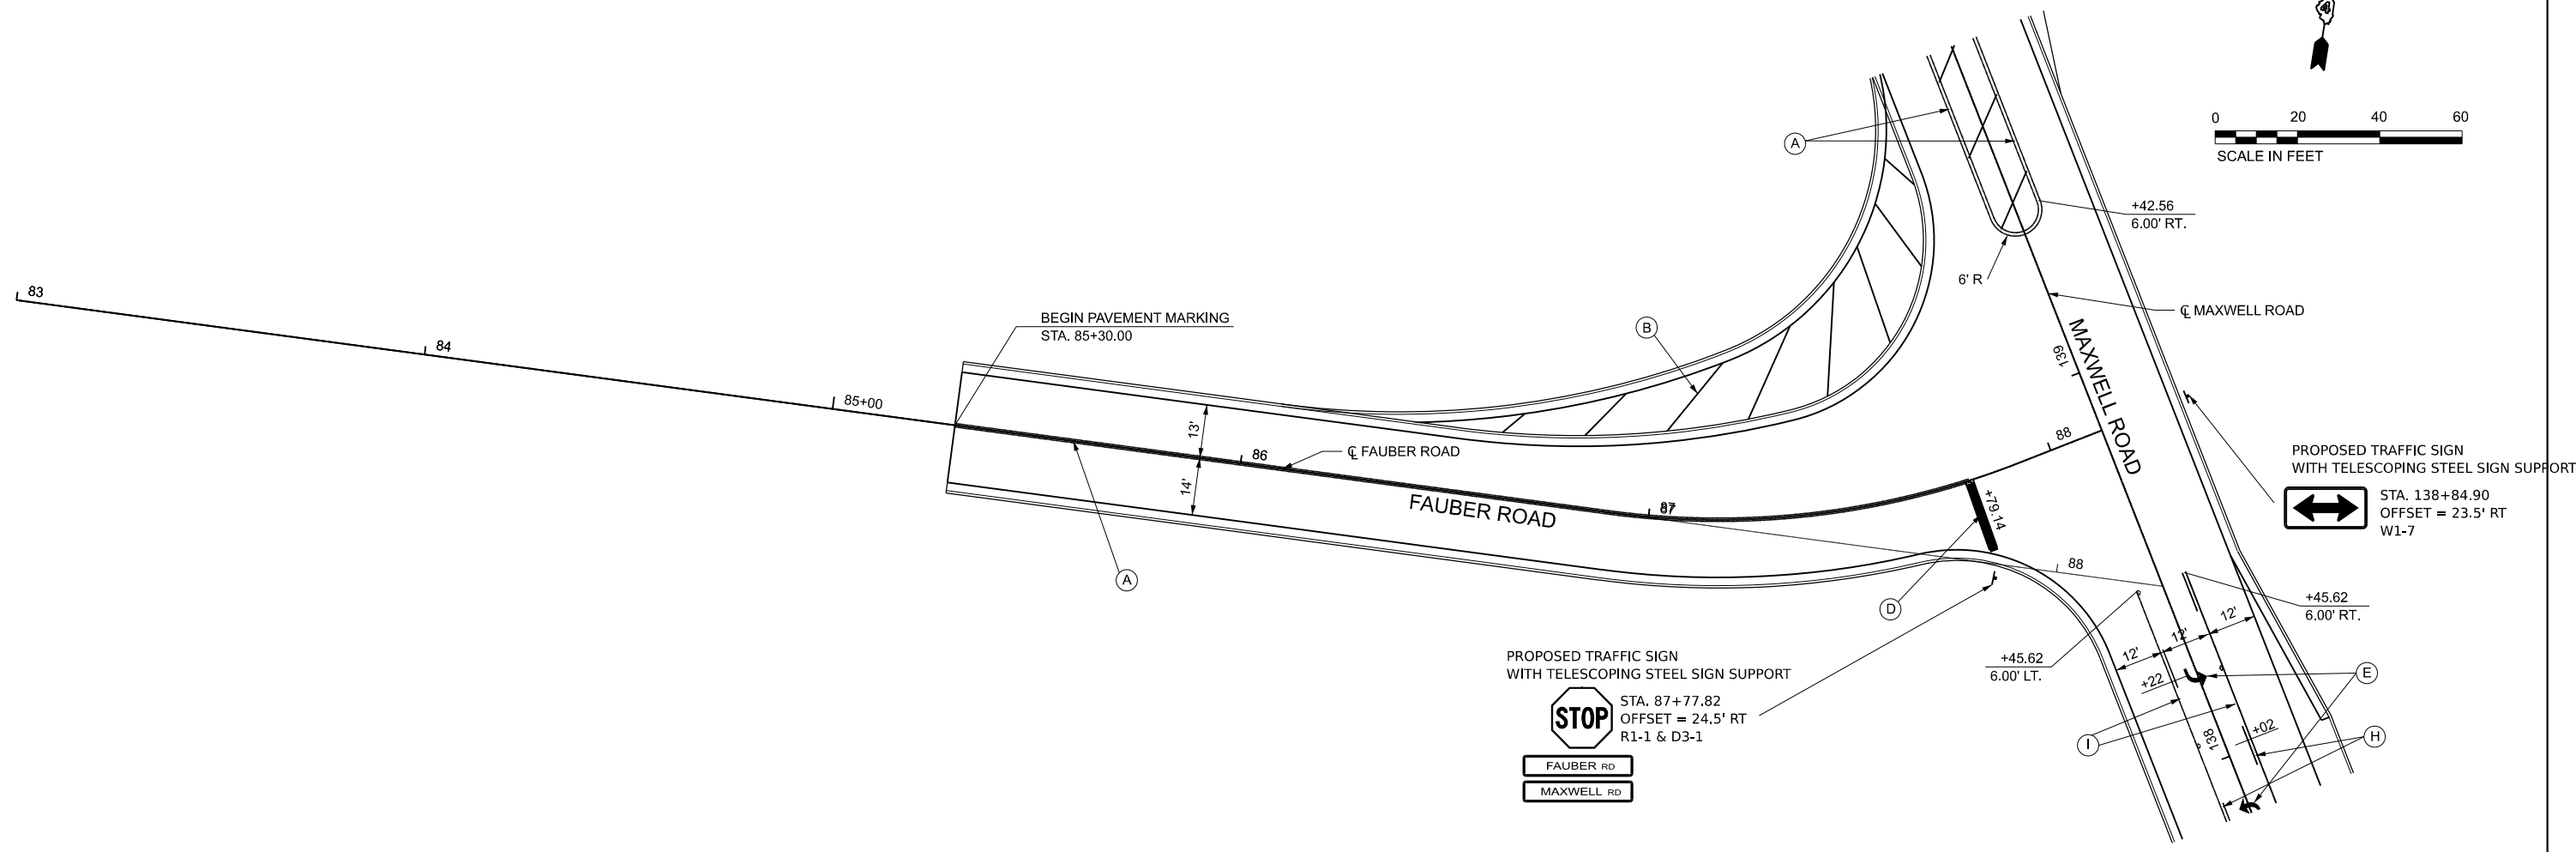 83
84
85+00
BEGIN PAVEMENT MARKING
STA. 85+30.00
A
13'
14'
86
℄ FAUBER ROAD
FAUBER ROAD
B
87
87
88
+79.14
D
88
A
6' R
+42.56
6.00' RT.
℄ MAXWELL ROAD
139
MAXWELL ROAD
0 20 40 60
SCALE IN FEET
PROPOSED TRAFFIC SIGN
WITH TELESCOPING STEEL SIGN SUPPORT
STA. 138+84.90
OFFSET = 23.5' RT
W1-7
+45.62
6.00' RT.
12'
12'
12'
+45.62
6.00' LT.
+22
E
138
+02
I
H
PROPOSED TRAFFIC SIGN
WITH TELESCOPING STEEL SIGN SUPPORT
STOP
STA. 87+77.82
OFFSET = 24.5' RT
R1-1 & D3-1
FAUBER RD
MAXWELL RD